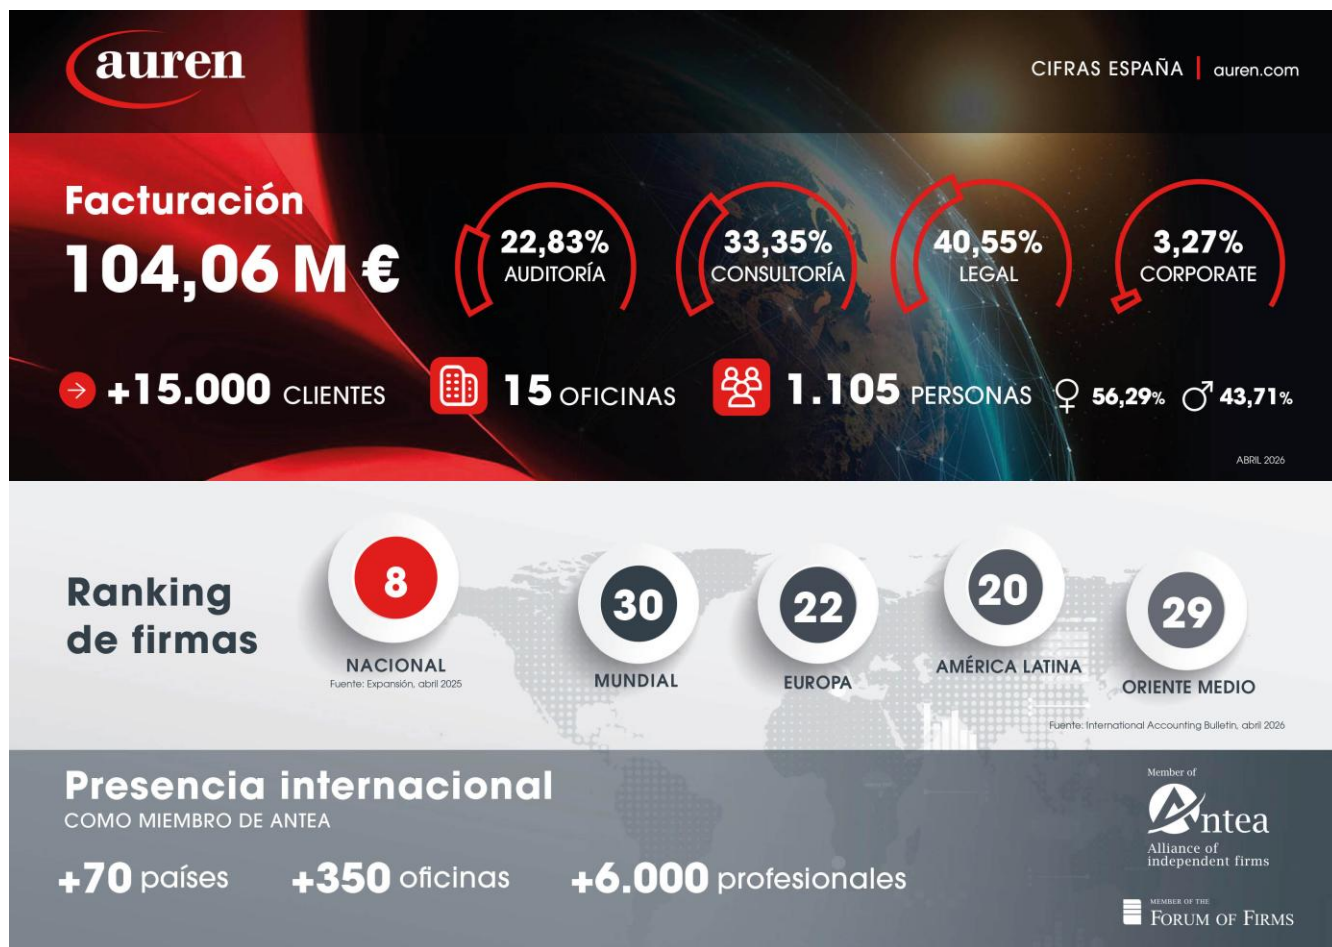 auren
CIFRAS ESPAÑA | auren.com
Facturación
104,06 M €
22,83%
AUDITORÍA
33,35%
CONSULTORÍA
40,55%
LEGAL
3,27%
CORPORATE
+15.000 CLIENTES
15 OFICINAS
1.105 PERSONAS
56,29%
43,71%
ABRIL 2026
Ranking
de firmas
8
NACIONAL
Fuente: Expansión, abril 2025
30
MUNDIAL
22
EUROPA
20
AMÉRICA LATINA
29
ORIENTE MEDIO
Fuente: International Accounting Bulletin, abril 2026
Presencia internacional
COMO MIEMBRO DE ANTEA
+70 países
+350 oficinas
+6.000 profesionales
Member of
Antea
Alliance of
independent firms
MEMBER OF THE
FORUM OF FIRMS